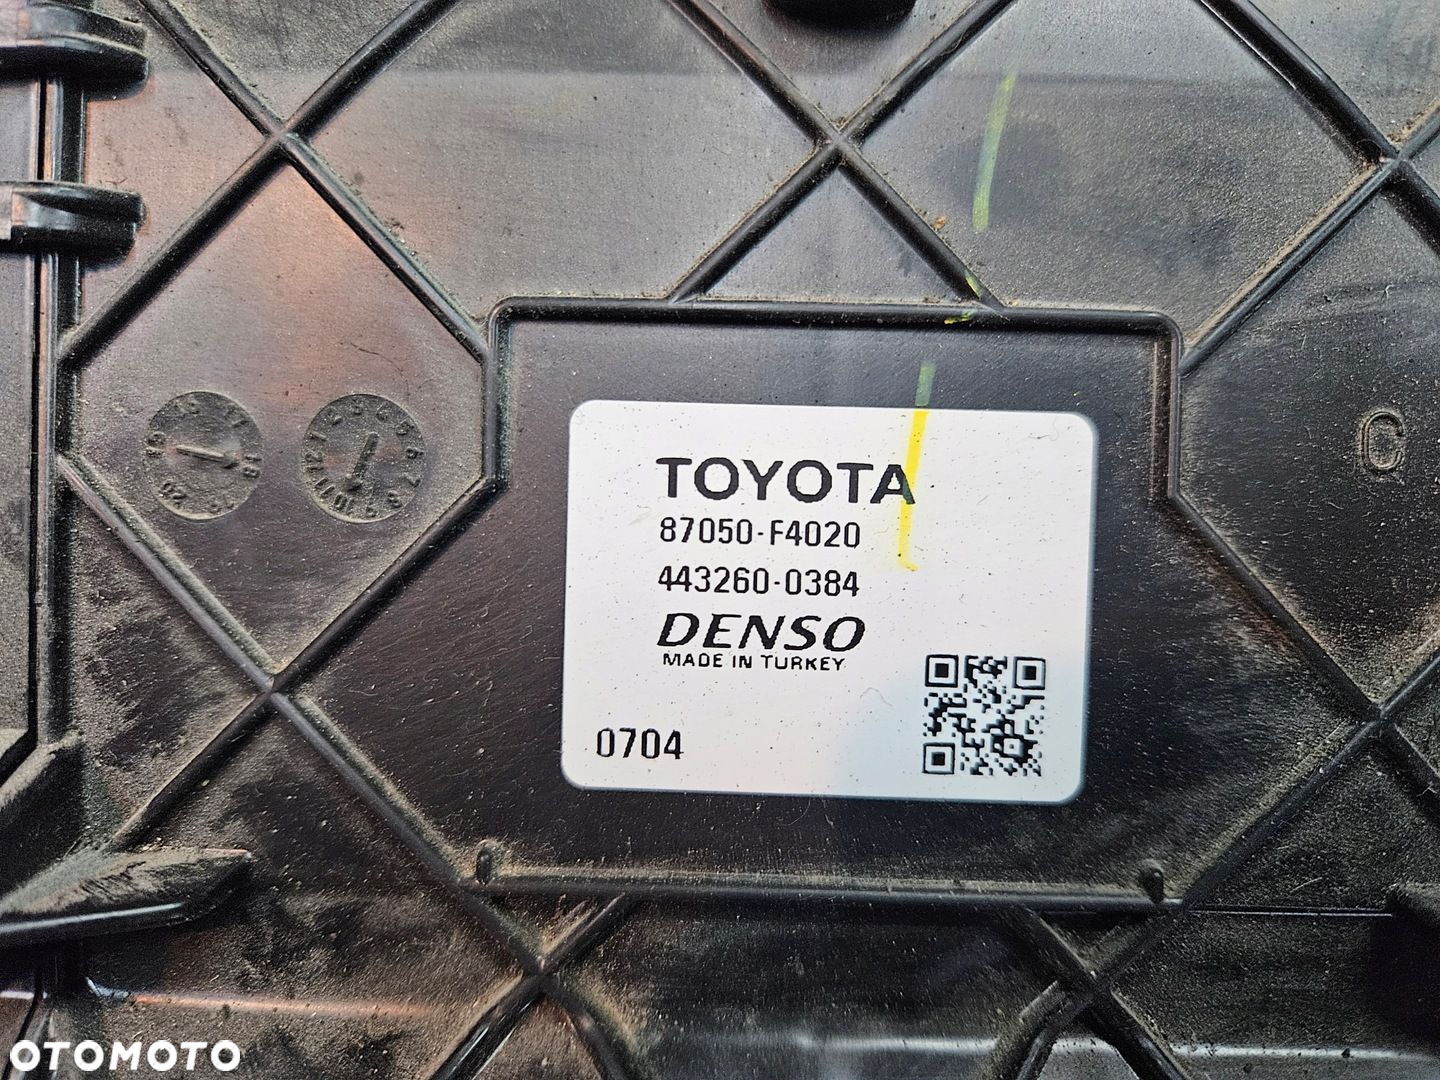 TOYOTA
87050-F4020
443260-0384
DENSO
MADE IN TURKEY
0704
C
OTOMOTO